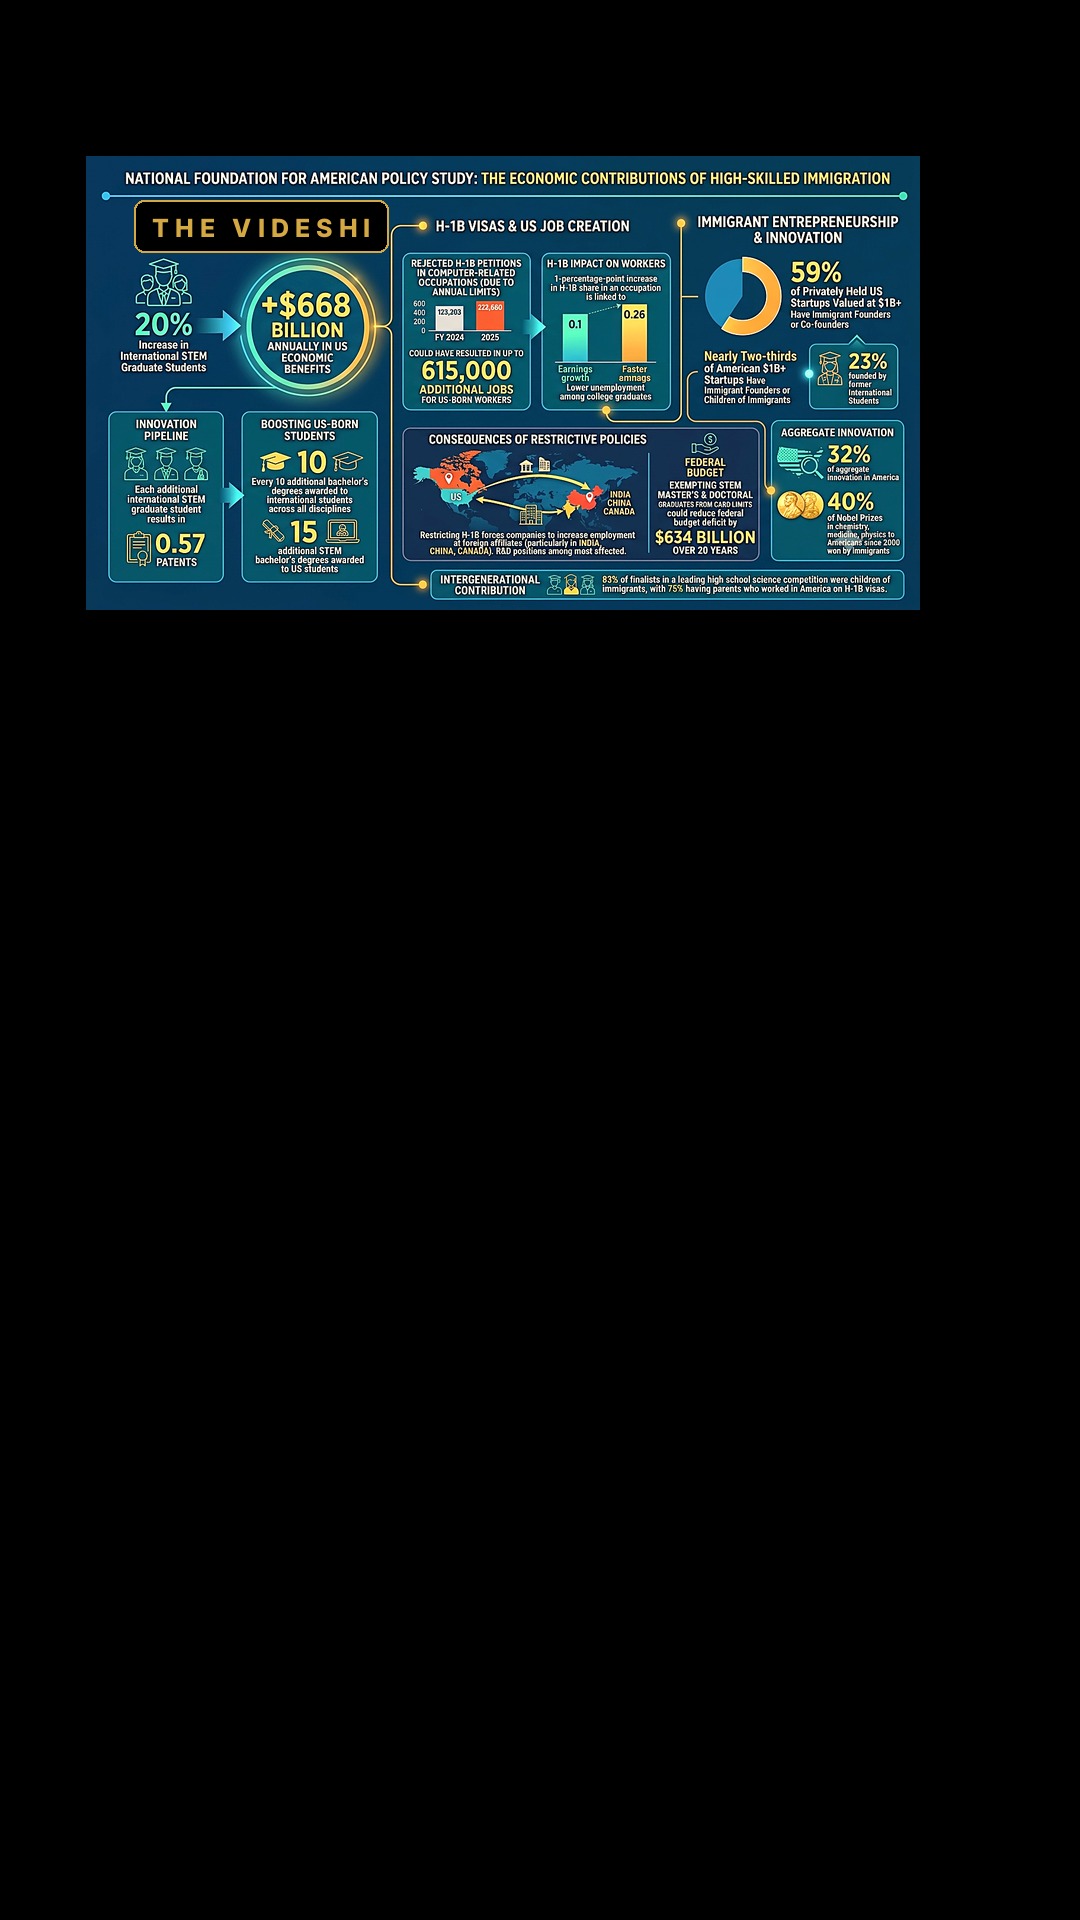 NATIONAL FOUNDATION FOR AMERICAN POLICY STUDY: THE ECONOMIC CONTRIBUTIONS OF HIGH-SKILLED IMMIGRATION
THE VIDESHI
20%
Increase in
International STEM
Graduate Students
+$668
BILLION
ANNUALLY IN US
ECONOMIC
BENEFITS
INNOVATION
PIPELINE
Each additional
international STEM
graduate student
results in
0.57
PATENTS
BOOSTING US-BORN
STUDENTS
10
Every 10 additional bachelor's
degrees awarded to
international students
across all disciplines
15
additional STEM
bachelor's degrees awarded
to US students
H-1B VISAS & US JOB CREATION
REJECTED H-1B PETITIONS
IN COMPUTER-RELATED
OCCUPATIONS (DUE TO
ANNUAL LIMITS)
600
400
200
0
123,203
222,660
FY 2024
2025
COULD HAVE RESULTED IN UP TO
615,000
ADDITIONAL JOBS
FOR US-BORN WORKERS
H-1B IMPACT ON WORKERS
1-percentage-point increase
in H-1B share in an occupation
is linked to
0.1
0.26
Earnings
growth
Faster
amnags
Lower unemployment
among college graduates
IMMIGRANT ENTREPRENEURSHIP
& INNOVATION
59%
of Privately Held US
Startups Valued at $1B+
Have Immigrant Founders
or Co-founders
Nearly Two-thirds
of American $1B+
Startups Have
Immigrant Founders or
Children of Immigrants
23%
founded by
former
International
Students
CONSEQUENCES OF RESTRICTIVE POLICIES
US
INDIA
CHINA
CANADA
Restricting H-1B forces companies to increase employment
at foreign affiliates (particularly in INDIA,
CHINA, CANADA). R&D positions among most affected.
FEDERAL
BUDGET
EXEMPTING STEM
MASTER'S & DOCTORAL
GRADUATES FROM CARD LIMITS
could reduce federal
budget deficit by
$634 BILLION
OVER 20 YEARS
AGGREGATE INNOVATION
32%
of aggregate
innovation in America
40%
of Nobel Prizes
in chemistry,
medicine, physics to
Americans since 2000
won by immigrants
INTERGENERATIONAL
CONTRIBUTION
83% of finalists in a leading high school science competition were children of
immigrants, with 75% having parents who worked in America on H-1B visas.